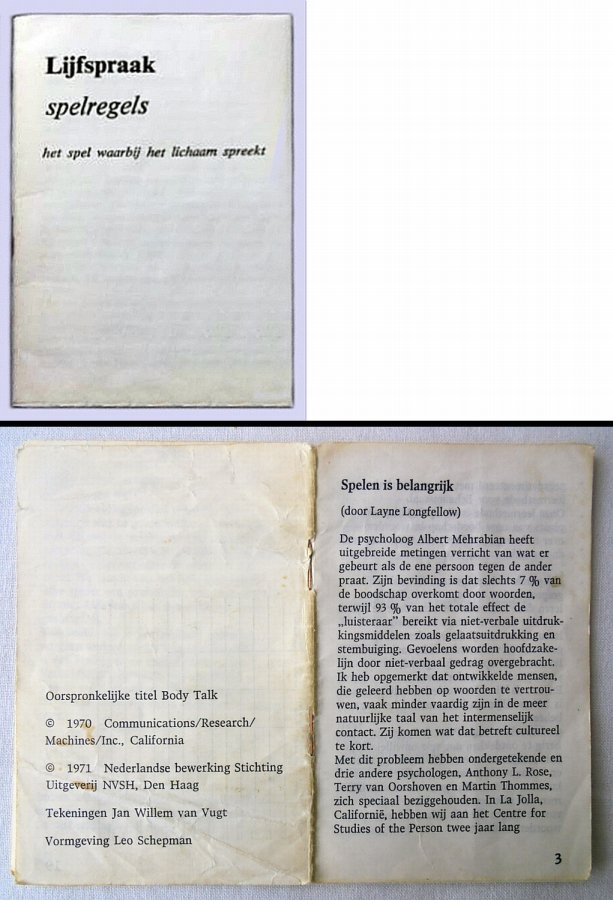 Lijfspraak
spelregels
het spel waarbij het lichaam spreekt
Oorspronkelijke titel Body Talk
© 1970 Communications/Research/
Machines/Inc., California
© 1971 Nederlandse bewerking Stichting
Uitgeverij NVSH, Den Haag
Tekeningen Jan Willem van Vugt
Vormgeving Leo Schepman
Spelen is belangrijk
(door Layne Longfellow)
De psycholoog Albert Mehrabian heeft
uitgebreide metingen verricht van wat er
gebeurt als de ene persoon tegen de ander
praat. Zijn bevinding is dat slechts 7 % van
de boodschap overkomt door woorden,
terwijl 93 % van het totale effect de
„luisteraar” bereikt via niet-verbale uitdruk-
kingsmiddelen zoals gelaatsuitdrukking en
stembuiging. Gevoelens worden hoofdzake-
lijn door niet-verbaal gedrag overgebracht.
Ik heb opgemerkt dat ontwikkelde mensen,
die geleerd hebben op woorden te vertrou-
wen, vaak minder vaardig zijn in de meer
natuurlijke taal van het intermenselijk
contact. Zij komen wat dat betreft cultureel
te kort.
Met dit probleem hebben ondergetekende en
drie andere psychologen, Anthony L. Rose,
Terry van Oorshoven en Martin Thommes,
zich speciaal beziggehouden. In La Jolla,
Californië, hebben wij aan het Centre for
Studies of the Person twee jaar lang
3